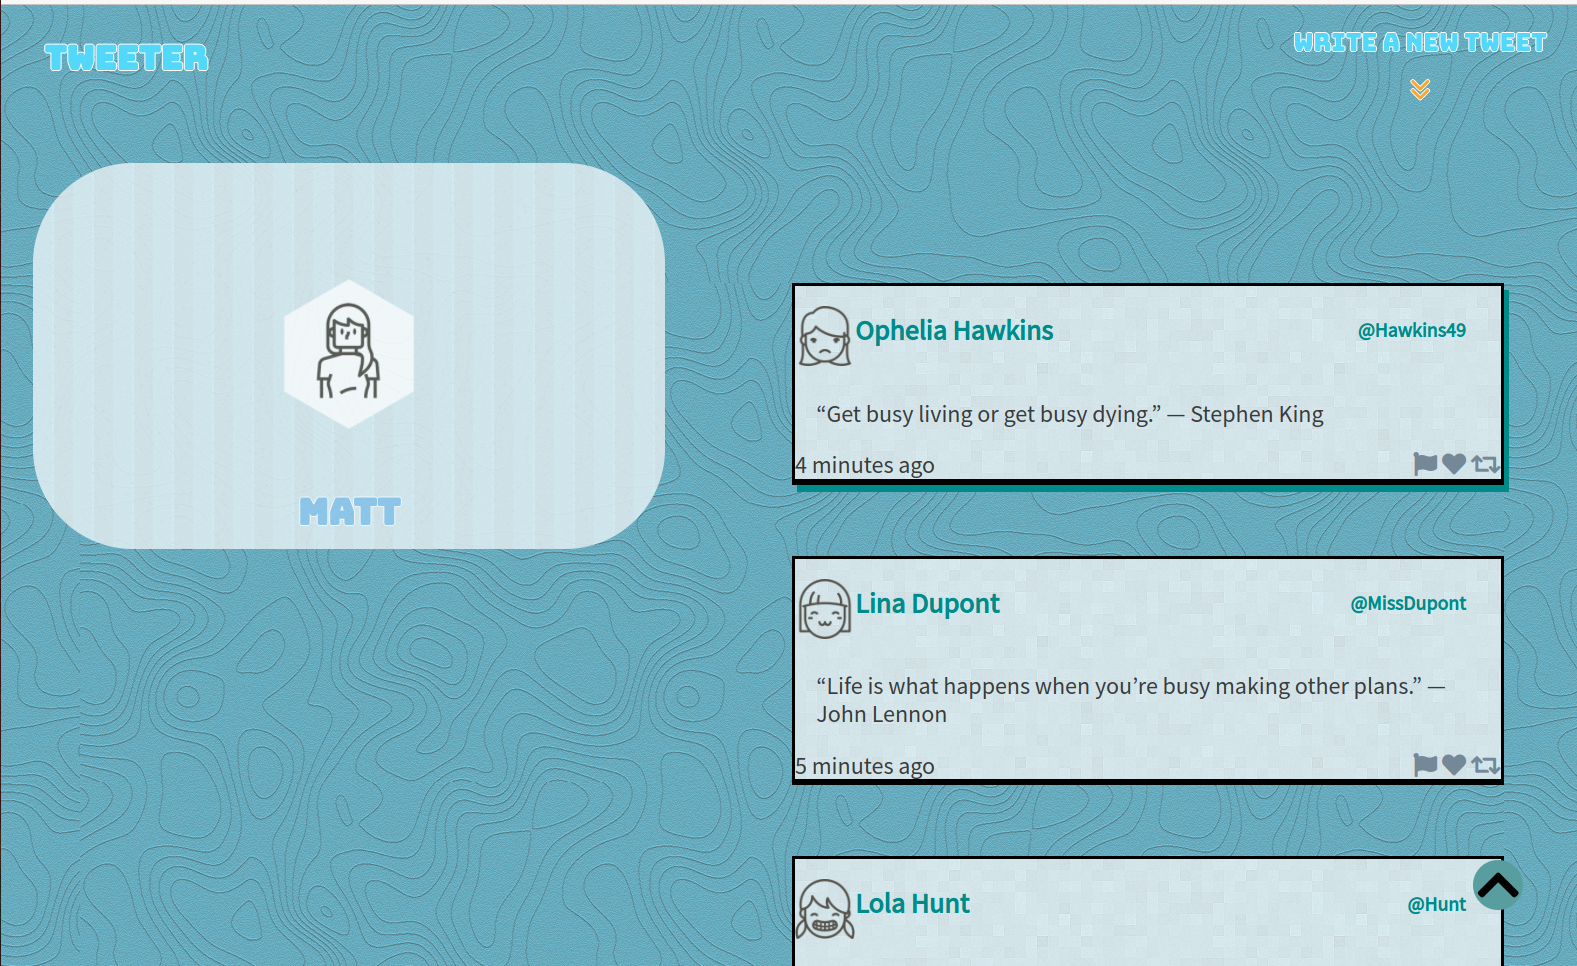 TWEETER
WRITE A NEW TWEET
MATT
Ophelia Hawkins
@Hawkins49
“Get busy living or get busy dying.” — Stephen King
4 minutes ago
Lina Dupont
@MissDupont
“Life is what happens when you’re busy making other plans.” —
John Lennon
5 minutes ago
Lola Hunt
@Hunt